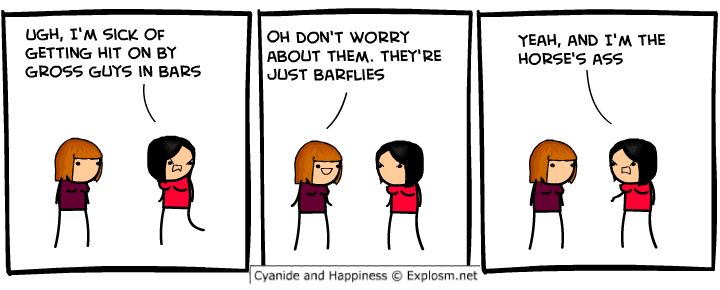 UGH, I'M SICK OF
GETTING HIT ON BY
GROSS GUYS IN BARS
OH DON'T WORRY
ABOUT THEM. THEY'RE
JUST BARFLIES
YEAH, AND I'M THE
HORSE'S ASS
Cyanide and Happiness © Explosm.net